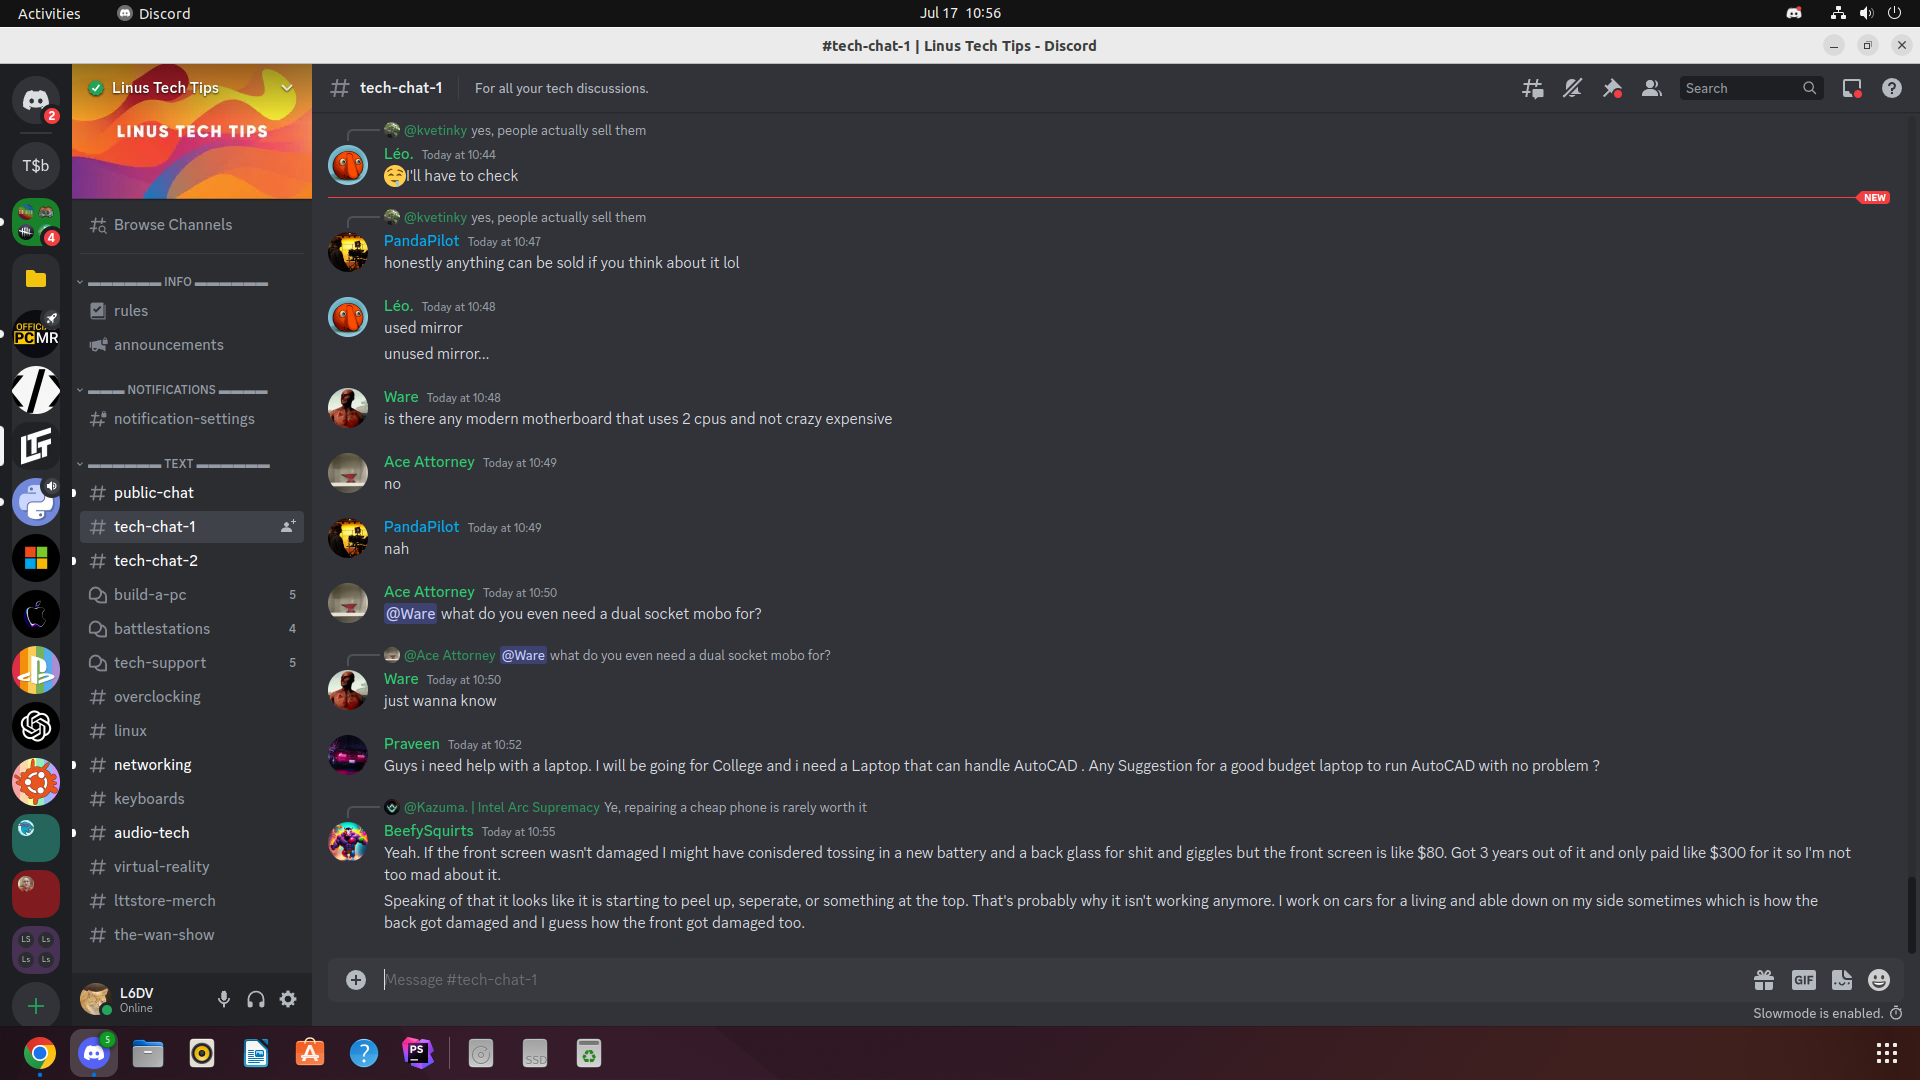 Activities
Discord
Jul 17 10:56
#tech-chat-1 | Linus Tech Tips - Discord
2
T$b
4
OFFICIAL
PCMR
LS Ls
Ls Ls
Linus Tech Tips
LINUS TECH TIPS
Browse Channels
INFO
rules
announcements
NOTIFICATIONS
notification-settings
TEXT
public-chat
tech-chat-1
tech-chat-2
build-a-pc 5
battlestations 4
tech-support 5
overclocking
linux
networking
keyboards
audio-tech
virtual-reality
lttstore-merch
the-wan-show
L6DV
Online
tech-chat-1
For all your tech discussions.
Search
@kvetinky yes, people actually sell them
Léo. Today at 10:44
I'll have to check
NEW
@kvetinky yes, people actually sell them
PandaPilot Today at 10:47
honestly anything can be sold if you think about it lol
Léo. Today at 10:48
used mirror
unused mirror...
Ware Today at 10:48
is there any modern motherboard that uses 2 cpus and not crazy expensive
Ace Attorney Today at 10:49
no
PandaPilot Today at 10:49
nah
Ace Attorney Today at 10:50
@Ware what do you even need a dual socket mobo for?
@Ace Attorney @Ware what do you even need a dual socket mobo for?
Ware Today at 10:50
just wanna know
Praveen Today at 10:52
Guys i need help with a laptop. I will be going for College and i need a Laptop that can handle AutoCAD . Any Suggestion for a good budget laptop to run AutoCAD with no problem ?
@Kazuma. | Intel Arc Supremacy Ye, repairing a cheap phone is rarely worth it
BeefySquirts Today at 10:55
Yeah. If the front screen wasn't damaged I might have conisdered tossing in a new battery and a back glass for shit and giggles but the front screen is like $80. Got 3 years out of it and only paid like $300 for it so I'm not
too mad about it.
Speaking of that it looks like it is starting to peel up, seperate, or something at the top. That's probably why it isn't working anymore. I work on cars for a living and able down on my side sometimes which is how the
back got damaged and I guess how the front got damaged too.
Message #tech-chat-1
GIF
Slowmode is enabled.
5
PS
SSD